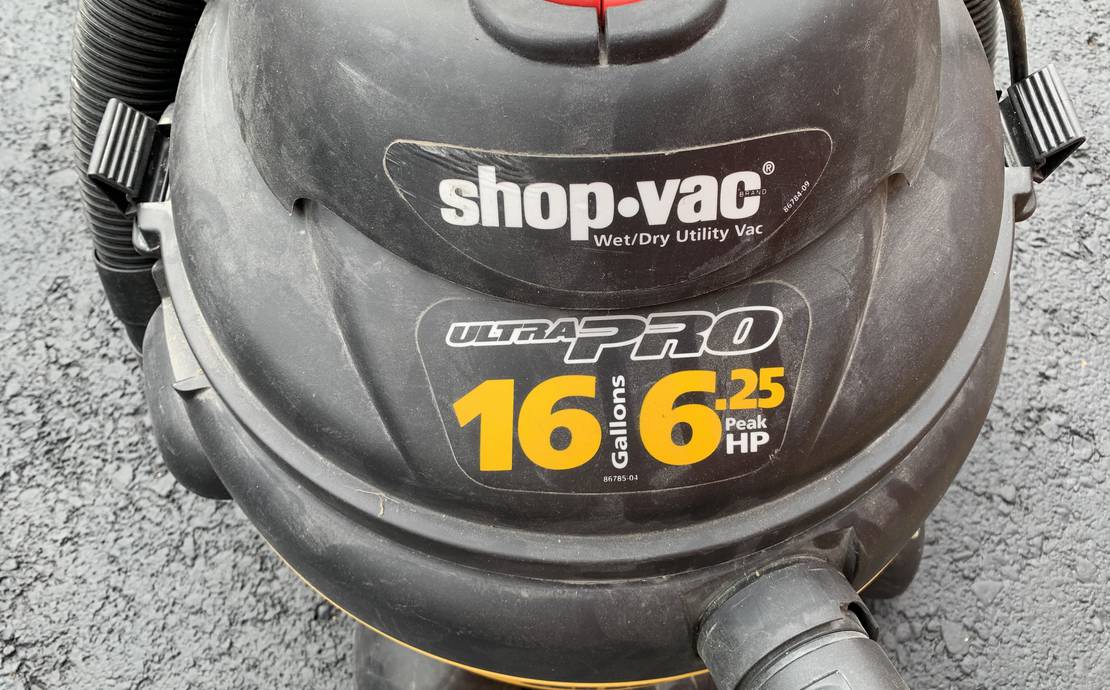 shop·vac®
BRAND
86784-09
Wet/Dry Utility Vac
ULTRA PRO
16 Gallons 6.25 Peak HP
86785-04